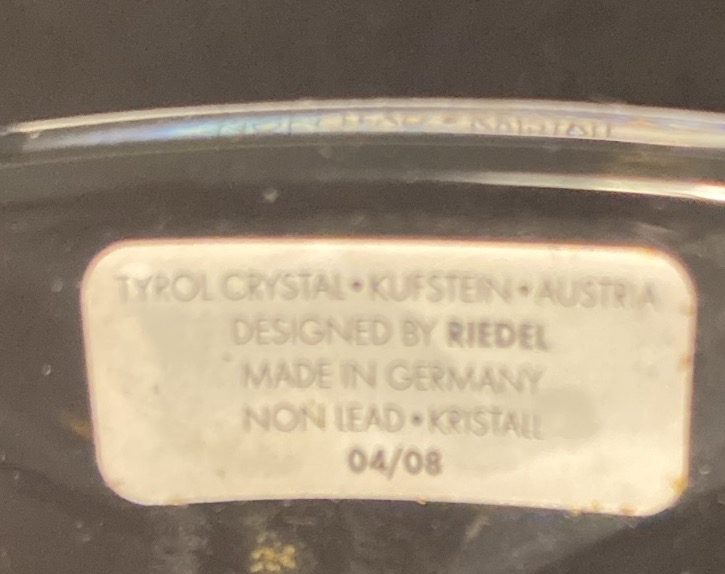 TYROL CRYSTAL • KUFSTEIN • AUSTRIA
DESIGNED BY RIEDEL
MADE IN GERMANY
NON LEAD • KRISTALL
04/08